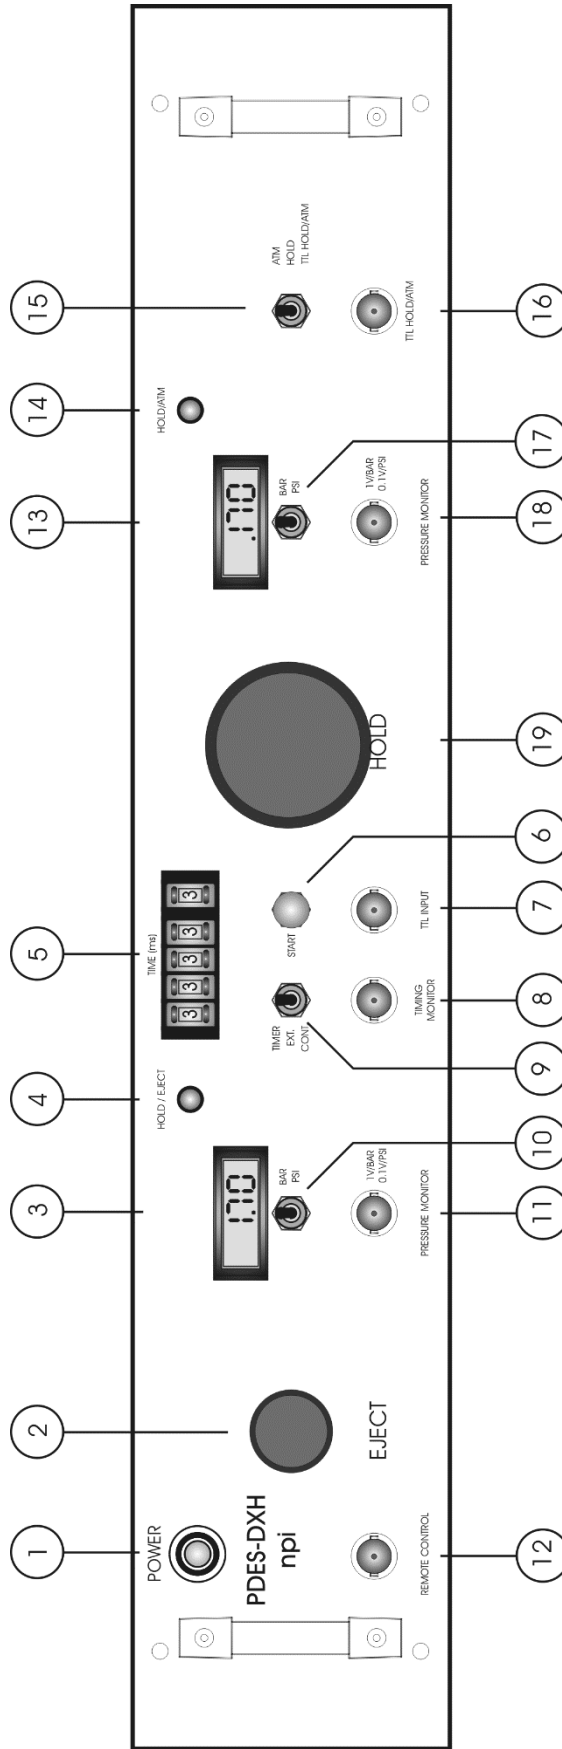 1
2
3
4
5
13
14
15
POWER
PDES-DXH
npi
REMOTE CONTROL
EJECT
1.70
BAR
PSI
1V/BAR
0.1V/PSI
PRESSURE MONITOR
HOLD / EJECT
TIME (ms)
3 3 3 3 3
TIMER
EXT.
CONT.
START
TIMING
MONITOR
TTL INPUT
HOLD
.170
BAR
PSI
1V/BAR
0.1V/PSI
PRESSURE MONITOR
HOLD/ATM
ATM
HOLD
TTL HOLD/ATM
TTL HOLD/ATM
12
11
10
9
8
7
6
19
18
17
16